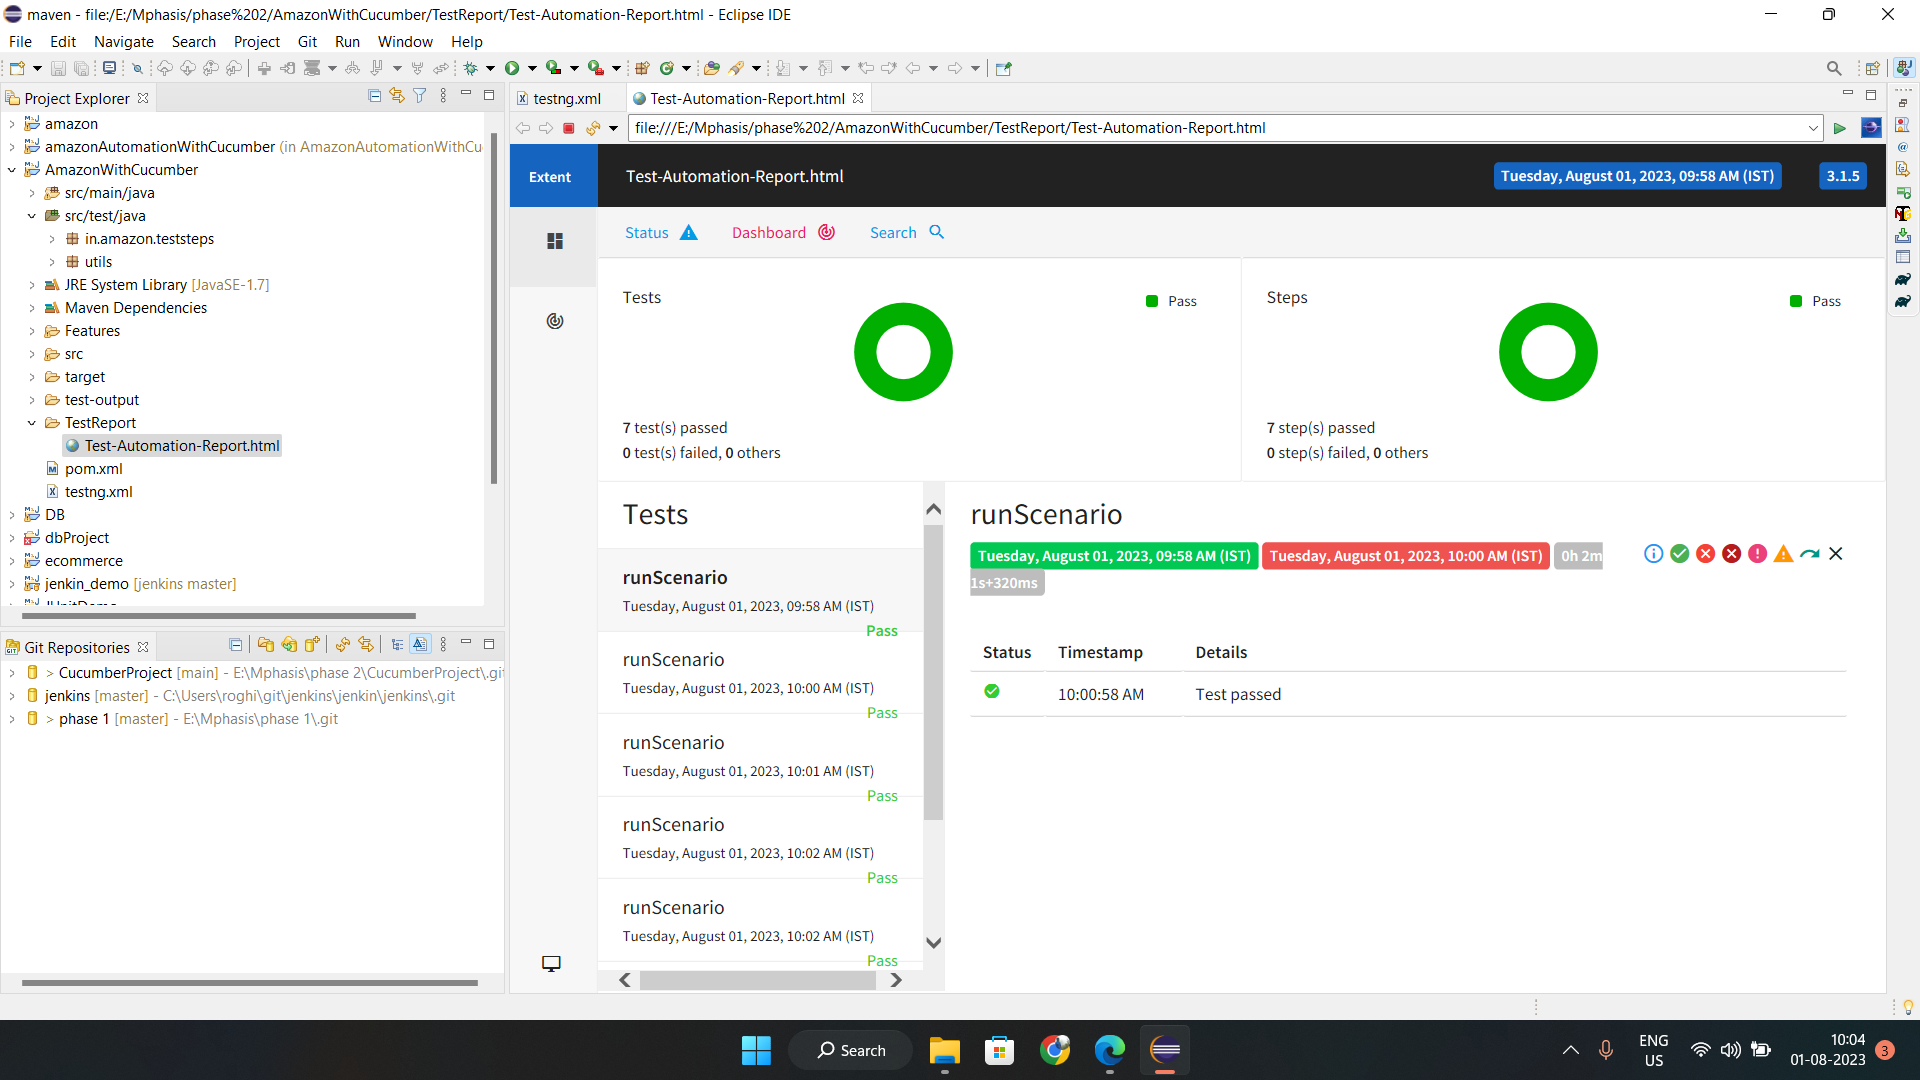 maven - file:/E:/Mphasis/phase%202/AmazonWithCucumber/TestReport/Test-Automation-Report.html - Eclipse IDE
File Edit Navigate Search Project Git Run Window Help
Project Explorer
amazon
amazonAutomationWithCucumber (in AmazonAutomationWithCu
AmazonWithCucumber
src/main/java
src/test/java
in.amazon.teststeps
utils
JRE System Library [JavaSE-1.7]
Maven Dependencies
Features
src
target
test-output
TestReport
Test-Automation-Report.html
pom.xml
testng.xml
DB
dbProject
ecommerce
jenkin_demo [jenkins master]
Git Repositories
> CucumberProject [main] - E:\Mphasis\phase 2\CucumberProject\.git
jenkins [master] - C:\Users\roghi\git\jenkins\jenkin\jenkins\.git
> phase 1 [master] - E:\Mphasis\phase 1\.git
testng.xml
Test-Automation-Report.html
file:///E:/Mphasis/phase%202/AmazonWithCucumber/TestReport/Test-Automation-Report.html
Extent
Test-Automation-Report.html
Tuesday, August 01, 2023, 09:58 AM (IST)
3.1.5
Status
Dashboard
Search
Tests
Pass
7 test(s) passed
0 test(s) failed, 0 others
Steps
Pass
7 step(s) passed
0 step(s) failed, 0 others
Tests
runScenario
Tuesday, August 01, 2023, 09:58 AM (IST)
Pass
runScenario
Tuesday, August 01, 2023, 10:00 AM (IST)
Pass
runScenario
Tuesday, August 01, 2023, 10:01 AM (IST)
Pass
runScenario
Tuesday, August 01, 2023, 10:02 AM (IST)
Pass
runScenario
Tuesday, August 01, 2023, 10:02 AM (IST)
Pass
runScenario
Tuesday, August 01, 2023, 09:58 AM (IST) Tuesday, August 01, 2023, 10:00 AM (IST) 0h 2m
1s+320ms
Status Timestamp Details
10:00:58 AM Test passed
Search
ENG
US
10:04
01-08-2023
3